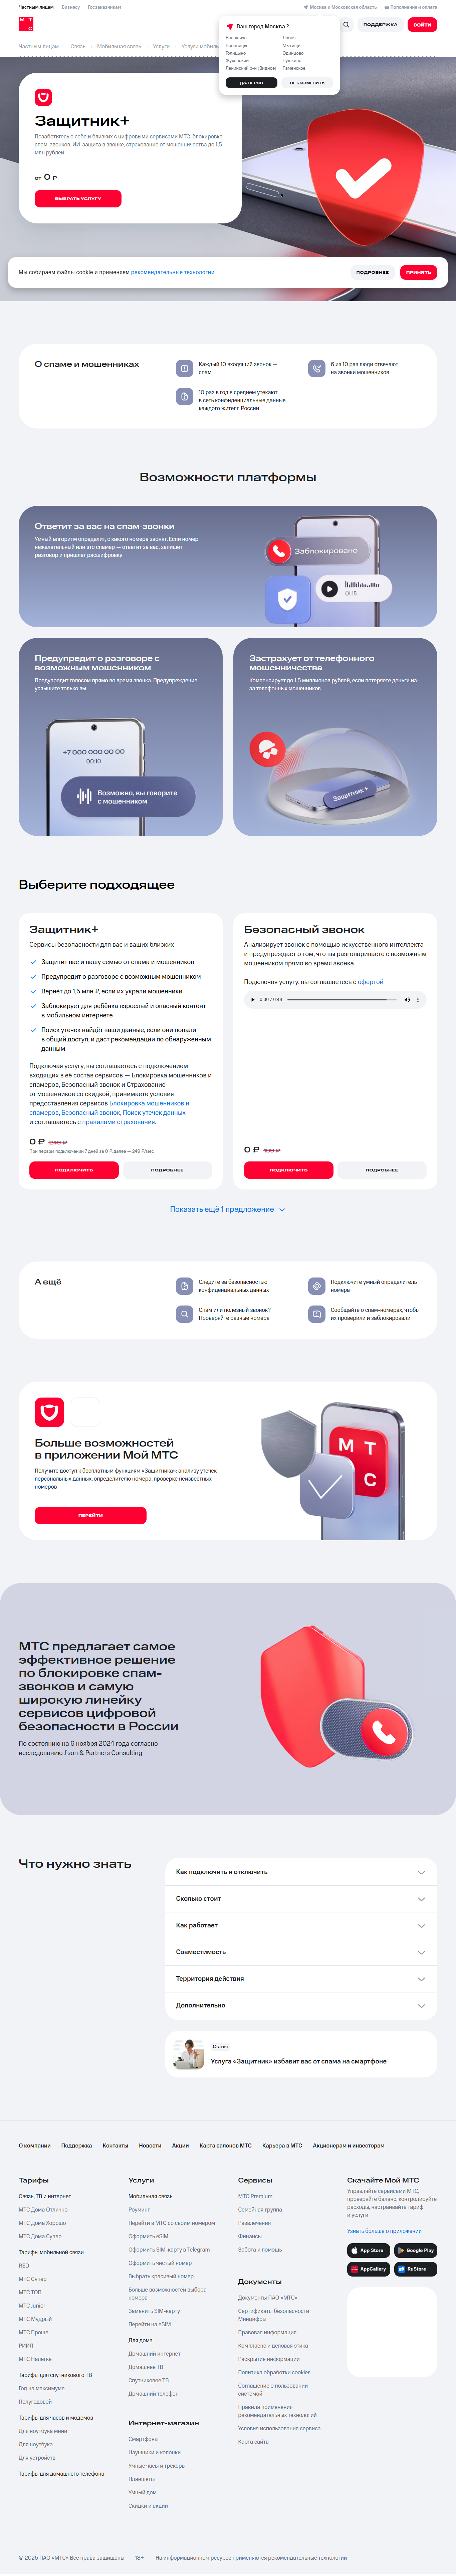 Частным лицам
Бизнесу
Госзаказчикам
Москва и Московская область
Пополнение и оплата
М Т С
Ваш город Москва ?
Балашиха
Лобня
Бронницы
Мытищи
Голицыно
Одинцово
Жуковский
Пушкино
Ленинский р-н (Видное)
Раменское
ДА, ВЕРНО
НЕТ, ИЗМЕНИТЬ
ПОДДЕРЖКА
ВОЙТИ
Частным лицам
Связь
Мобильная связь
Услуги
Защитник+
Позаботьтесь о себе и близких с цифровыми сервисами МТС: блокировка
спам-звонков, ИИ-защита в звонке, страхование от мошенничества до 1,5
млн рублей
от 0 ₽
ВЫБРАТЬ УСЛУГУ
Мы собираем файлы cookie и применяем рекомендательные технологии
ПОДРОБНЕЕ
ПРИНЯТЬ
О спаме и мошенниках
Каждый 10 входящий звонок —
спам
6 из 10 раз люди отвечают
на звонки мошенников
10 раз в год в среднем утекают
в сеть конфиденциальные данные
каждого жителя России
Возможности платформы
Ответит за вас на спам-звонки
Умный алгоритм определит, с какого номера звонят. Если номер
нежелательный или это спамер — ответит за вас, запишет
разговор и пришлет расшифровку
Заблокировано
01:15
Предупредит о разговоре с
возможным мошенником
Предупредит голосом прямо во время звонка. Предупреждение
услышите только вы
+7 000 000 00 00
00:10
Возможно, вы говорите
с мошенником
Застрахует от телефонного
мошенничества
Компенсирует до 1,5 миллионов рублей, если потеряете деньги из-
за телефонных мошенников
Защитник+
Выберите подходящее
Защитник+
Сервисы безопасности для вас и ваших близких
Защитит вас и вашу семью от спама и мошенников
Предупредит о разговоре с возможным мошенником
Вернёт до 1,5 млн ₽, если их украли мошенники
Заблокирует для ребёнка взрослый и опасный контент
в мобильном интернете
Поиск утечек найдёт ваши данные, если они попали
в общий доступ, и даст рекомендации по обнаруженным
данным
Подключая услугу, вы соглашаетесь с условиями
входящих в её состав сервисов — Блокировка мошенников и
спамеров, Безопасный звонок и Страхование
от мошенников со скидкой, принимаете условия
предоставления сервисов Блокировка мошенников и
спамеров, Безопасный звонок, Поиск утечек данных
и соглашаетесь с правилами страхования.
0 ₽ 249 ₽
При первом подключении 7 дней за 0 ₽, далее — 249 ₽/мес
ПОДКЛЮЧИТЬ
ПОДРОБНЕЕ
Безопасный звонок
Анализирует звонок с помощью искусственного интеллекта
и предупреждает о том, что вы разговариваете с возможным
мошенником прямо во время звонка
Подключая услугу, вы соглашаетесь с офертой
0:00 / 0:44
0 ₽ 199 ₽
ПОДКЛЮЧИТЬ
ПОДРОБНЕЕ
Показать ещё 1 предложение
А ещё
Следите за безопасностью
конфиденциальных данных
Подключите умный определитель
номера
Спам или полезный звонок?
Проверяйте разные номера
Сообщайте о спам-номерах, чтобы
их проверили и заблокировали
Больше возможностей
в приложении Мой МТС
Получите доступ к бесплатным функциям «Защитника»: анализу утечек
персональных данных, определителю номера, проверке неизвестных
номеров
ПЕРЕЙТИ
М Т С
МТС предлагает самое
эффективное решение
по блокировке спам-
звонков и самую
широкую линейку
сервисов цифровой
безопасности в России
По состоянию на 6 ноября 2024 года согласно
исследованию J'son & Partners Consulting
Что нужно знать
Как подключить и отключить
Сколько стоит
Как работает
Совместимость
Территория действия
Дополнительно
Статья
Услуга «Защитник» избавит вас от спама на смартфоне
О компании
Поддержка
Контакты
Новости
Акции
Карта салонов МТС
Карьера в МТС
Акционерам и инвесторам
Тарифы
Связь, ТВ и интернет
МТС Дома Отлично
МТС Дома Хорошо
МТС Дома Супер
Тарифы мобильной связи
RED
МТС Супер
МТС ТОП
МТС Junior
МТС Мудрый
МТС Проще
РИИЛ
МТС Налегке
Тарифы для спутникового ТВ
Год на максимуме
Полугодовой
Тарифы для часов и модемов
Для ноутбука мини
Для ноутбука
Для устройств
Тарифы для домашнего телефона
Услуги
Мобильная связь
Роуминг
Перейти в МТС со своим номером
Оформить eSIM
Оформить SIM-карту в Telegram
Оформить чистый номер
Выбрать красивый номер
Больше возможностей выбора
номера
Заменить SIM-карту
Перейти на eSIM
Для дома
Домашний интернет
Домашнее ТВ
Спутниковое ТВ
Домашний телефон
Интернет-магазин
Смартфоны
Наушники и колонки
Умные часы и трекеры
Планшеты
Умный дом
Скидки и акции
Сервисы
МТС Premium
Семейная группа
Развлечения
Финансы
Забота и помощь
Документы
Документы ПАО «МТС»
Сертификаты безопасности
Минцифры
Правовая информация
Комплаенс и деловая этика
Раскрытие информации
Политика обработки cookies
Соглашение о пользовании
системой
Правила применения
рекомендательных технологий
Условия использования сервиса
Карта сайта
Скачайте Мой МТС
Управляйте сервисами МТС,
проверяйте баланс, контролируйте
расходы, настраивайте тариф
и услуги
Узнать больше о приложении
App Store
Google Play
AppGallery
RuStore
© 2026 ПАО «МТС» Все права защищены
18+
На информационном ресурсе применяются рекомендательные технологии